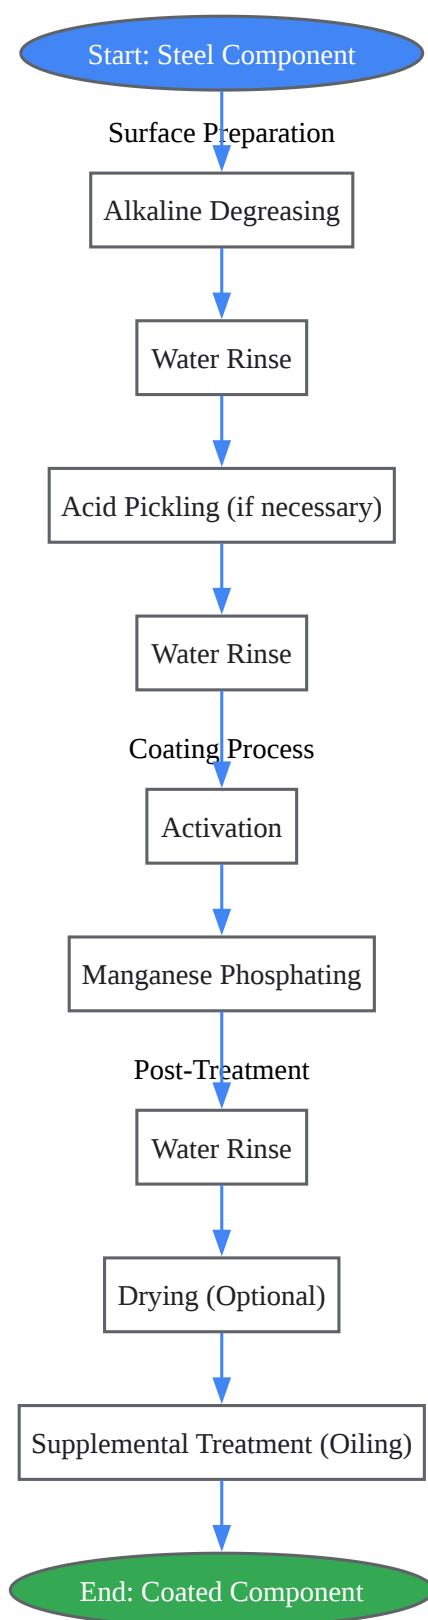 Start: Steel Component
Surface Preparation
Alkaline Degreasing
Water Rinse
Acid Pickling (if necessary)
Water Rinse
Coating Process
Activation
Manganese Phosphating
Post-Treatment
Water Rinse
Drying (Optional)
Supplemental Treatment (Oiling)
End: Coated Component